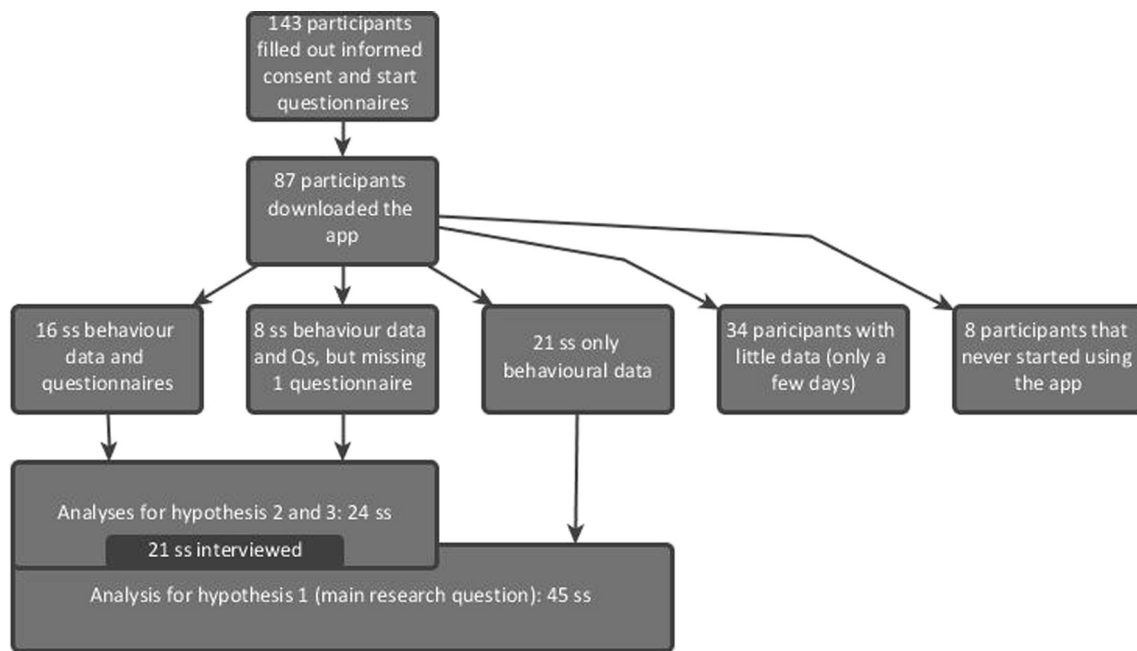 143 participants
filled out informed
consent and start
questionnaires
87 participants
downloaded the
app
16 ss behaviour
data and
questionnaires
8 ss behaviour data
and Qs, but missing
1 questionnaire
21 ss only
behavioural data
34 paricipants with
little data (only a
few days)
8 participants that
never started using
the app
Analyses for hypothesis 2 and 3: 24 ss
21 ss interviewed
Analysis for hypothesis 1 (main research question): 45 ss